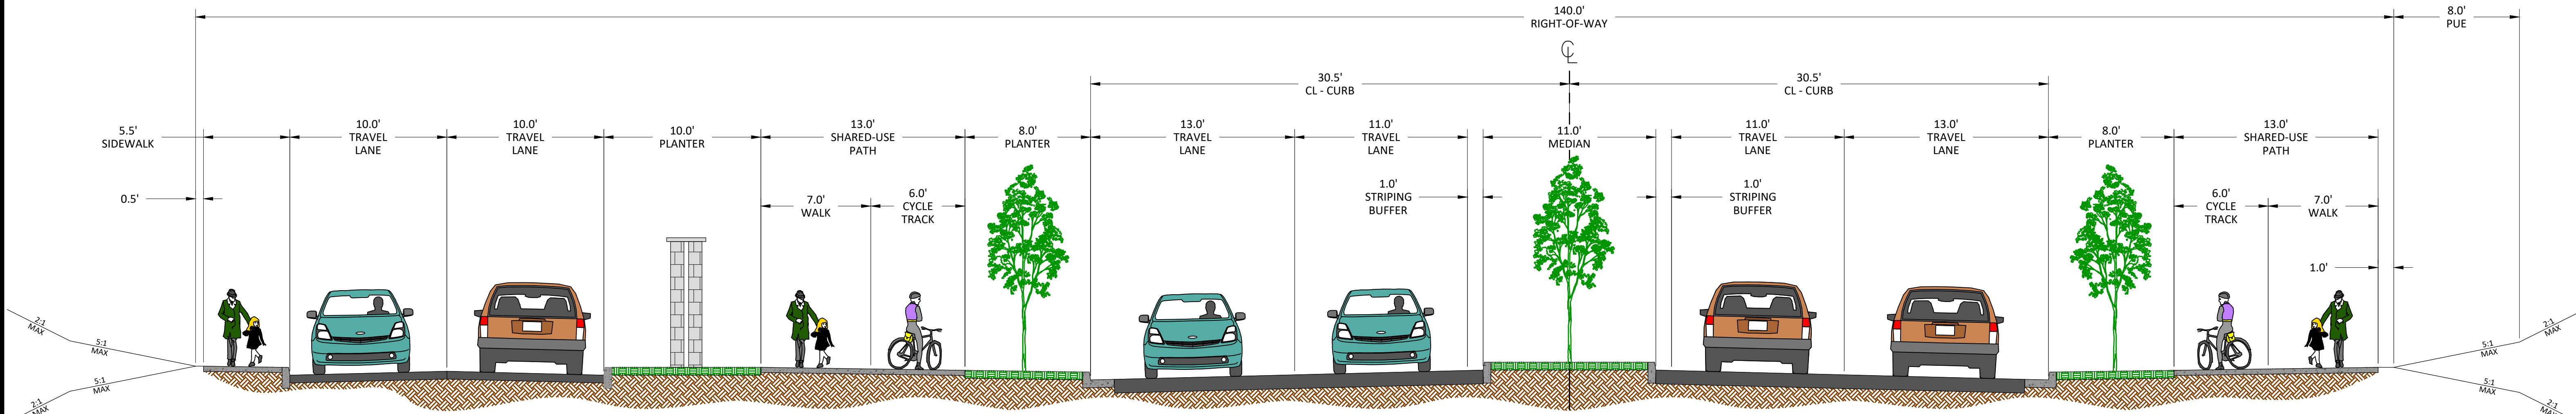 140.0'
RIGHT-OF-WAY
8.0'
PUE
CL
30.5'
CL - CURB
30.5'
CL - CURB
5.5'
SIDEWALK
10.0'
TRAVEL
LANE
10.0'
TRAVEL
LANE
10.0'
PLANTER
13.0'
SHARED-USE
PATH
8.0'
PLANTER
13.0'
TRAVEL
LANE
11.0'
TRAVEL
LANE
11.0'
MEDIAN
11.0'
TRAVEL
LANE
13.0'
TRAVEL
LANE
8.0'
PLANTER
13.0'
SHARED-USE
PATH
0.5'
7.0'
WALK
6.0'
CYCLE
TRACK
1.0'
STRIPING
BUFFER
1.0'
STRIPING
BUFFER
6.0'
CYCLE
TRACK
7.0'
WALK
1.0'
2:1
MAX
5:1
MAX
5:1
MAX
2:1
MAX
5:1
MAX
2:1
MAX
5:1
MAX
2:1
MAX